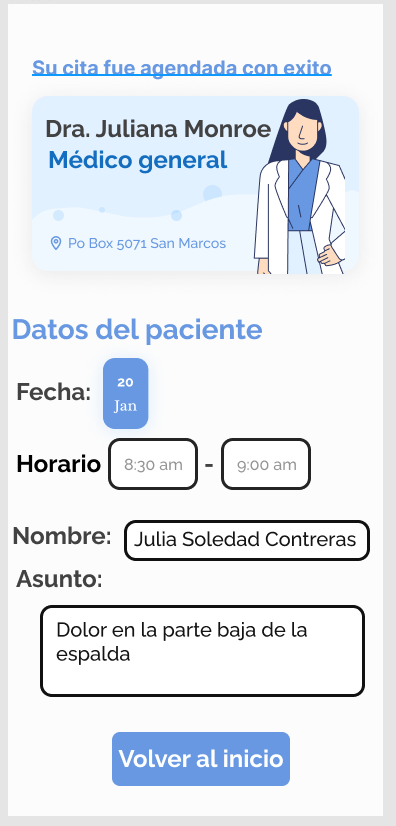 Su cita fue agendada con exito
Dra. Juliana Monroe
Médico general
Po Box 5071 San Marcos
Datos del paciente
Fecha:
20
Jan
Horario 8:30 am - 9:00 am
Nombre: Julia Soledad Contreras
Asunto:
Dolor en la parte baja de la
espalda
Volver al inicio